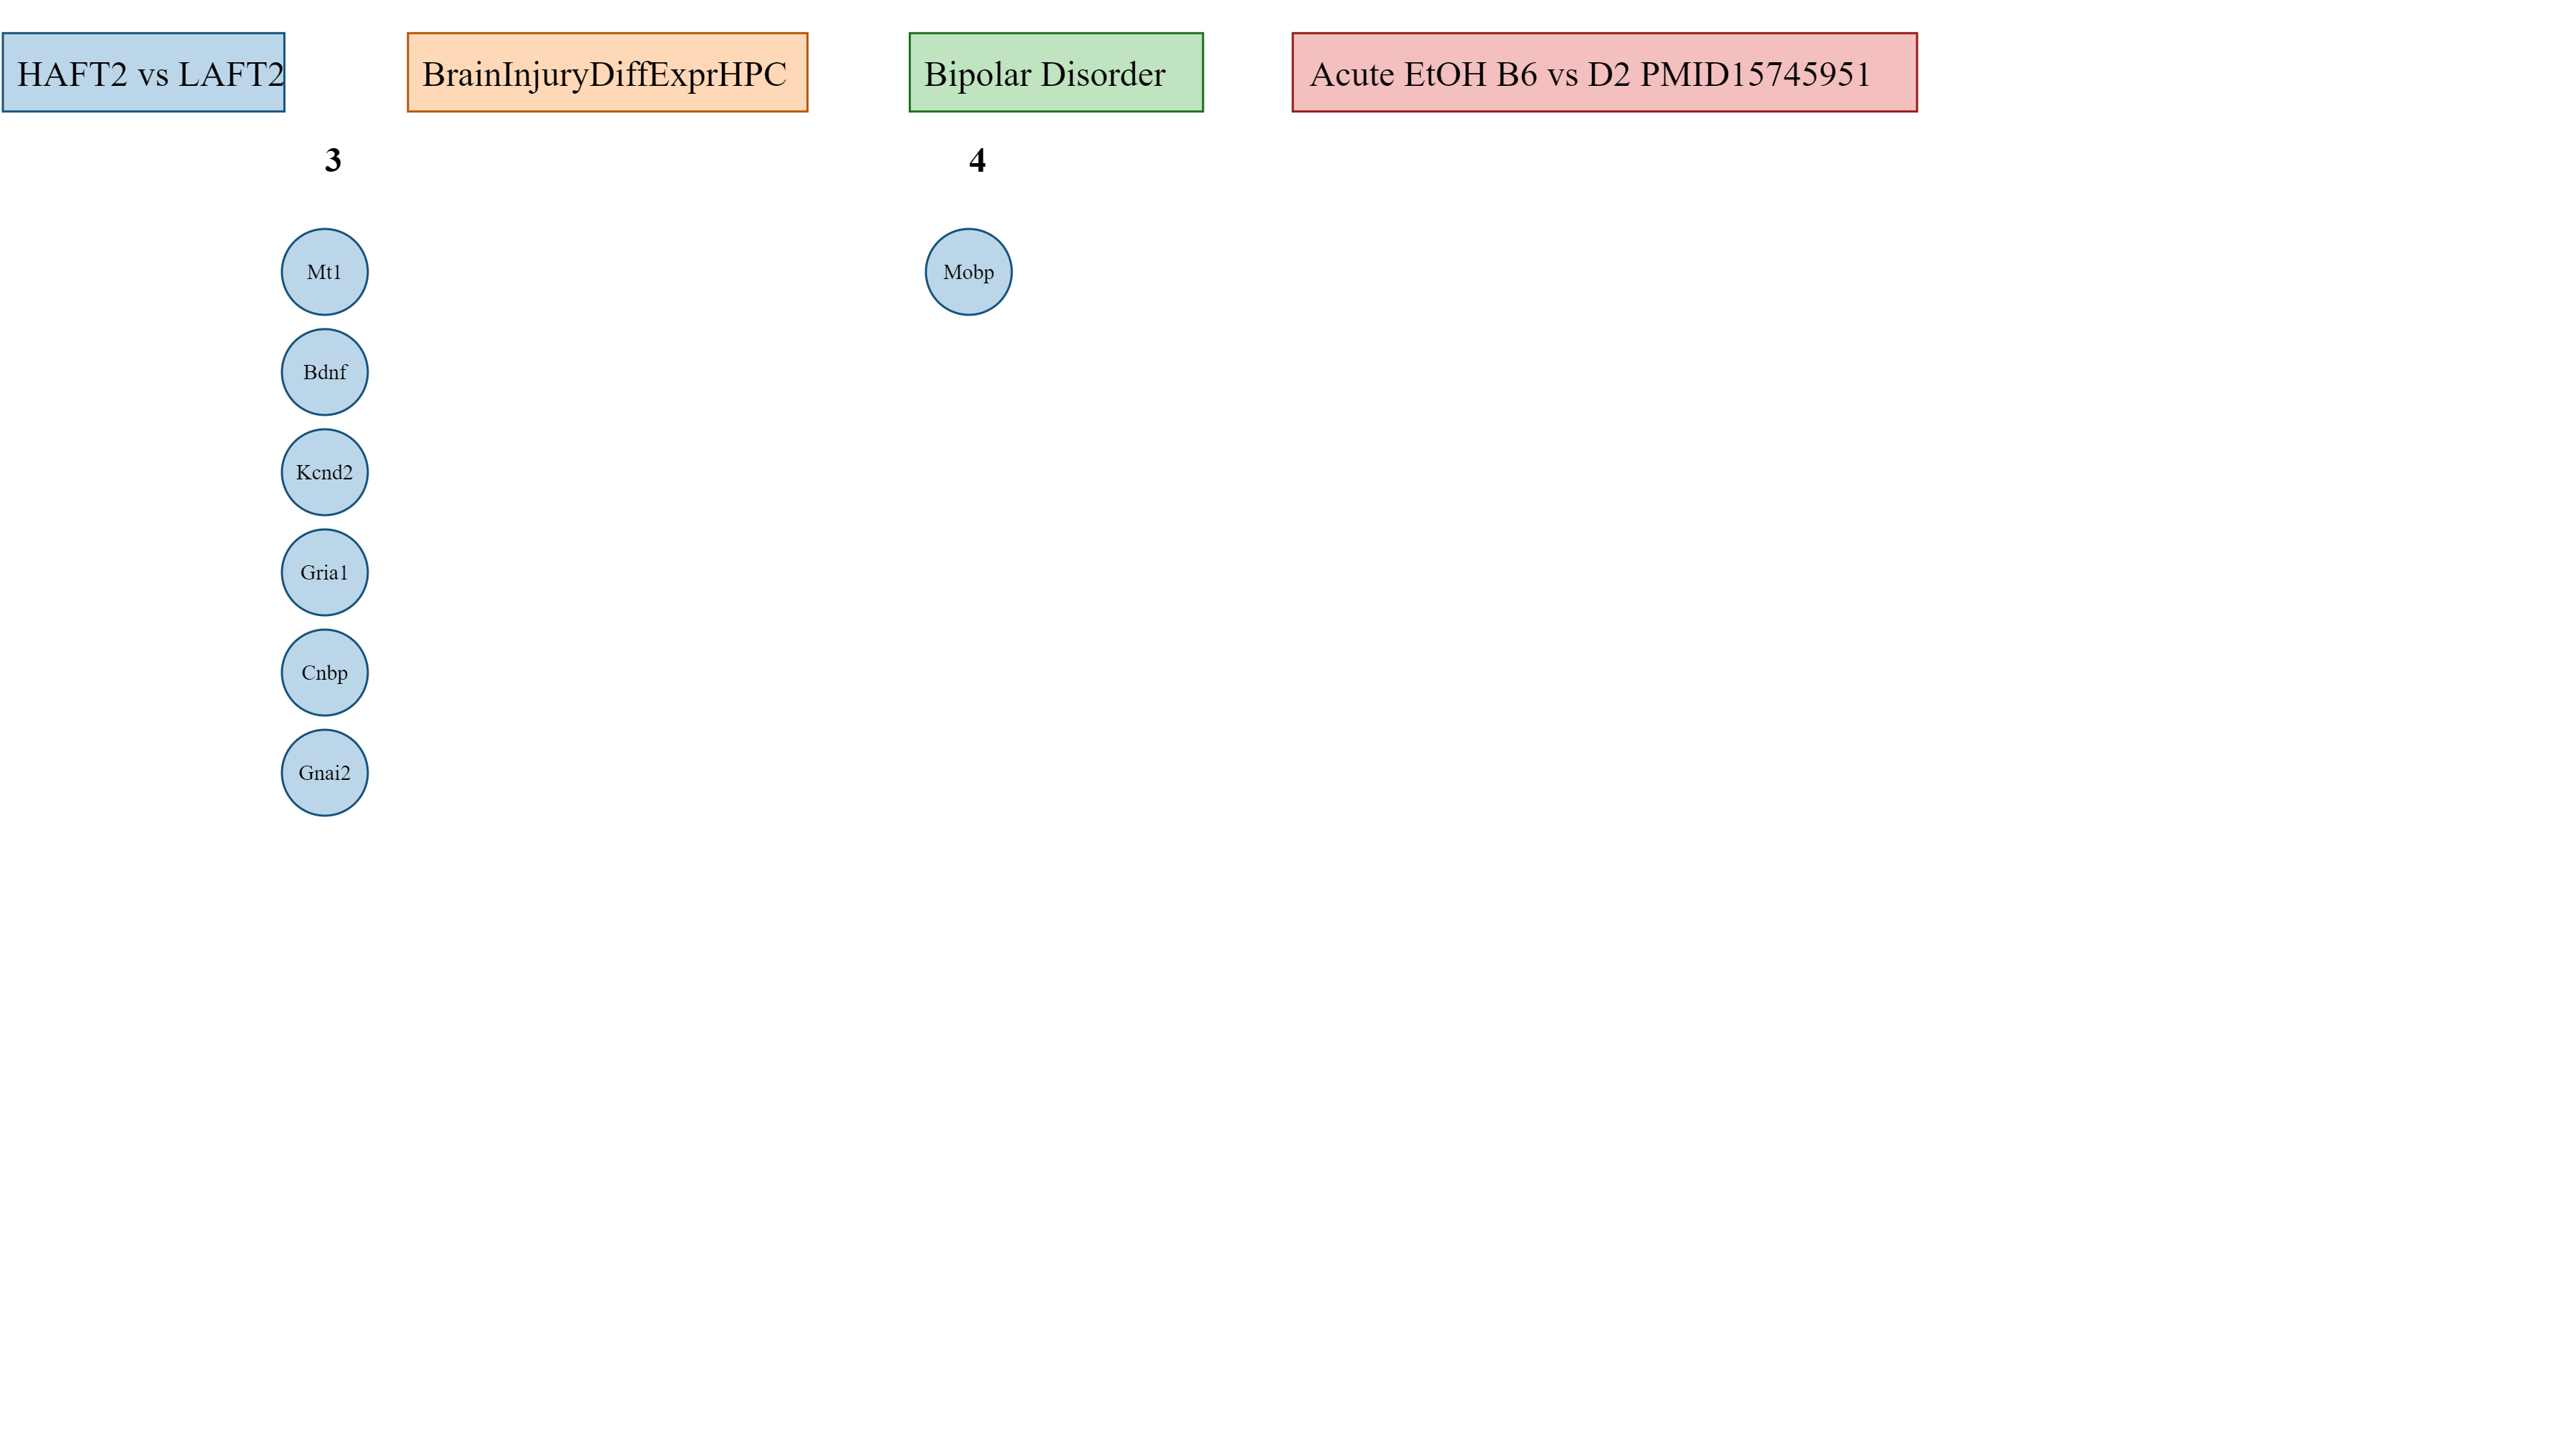 HAFT2 vs LAFT2
BrainInjuryDiffExprHPC
Bipolar Disorder
Acute EtOH B6 vs D2 PMID15745951
3
4
Mt1
Mobp
Bdnf
Kcnd2
Gria1
Cnbp
Gnai2